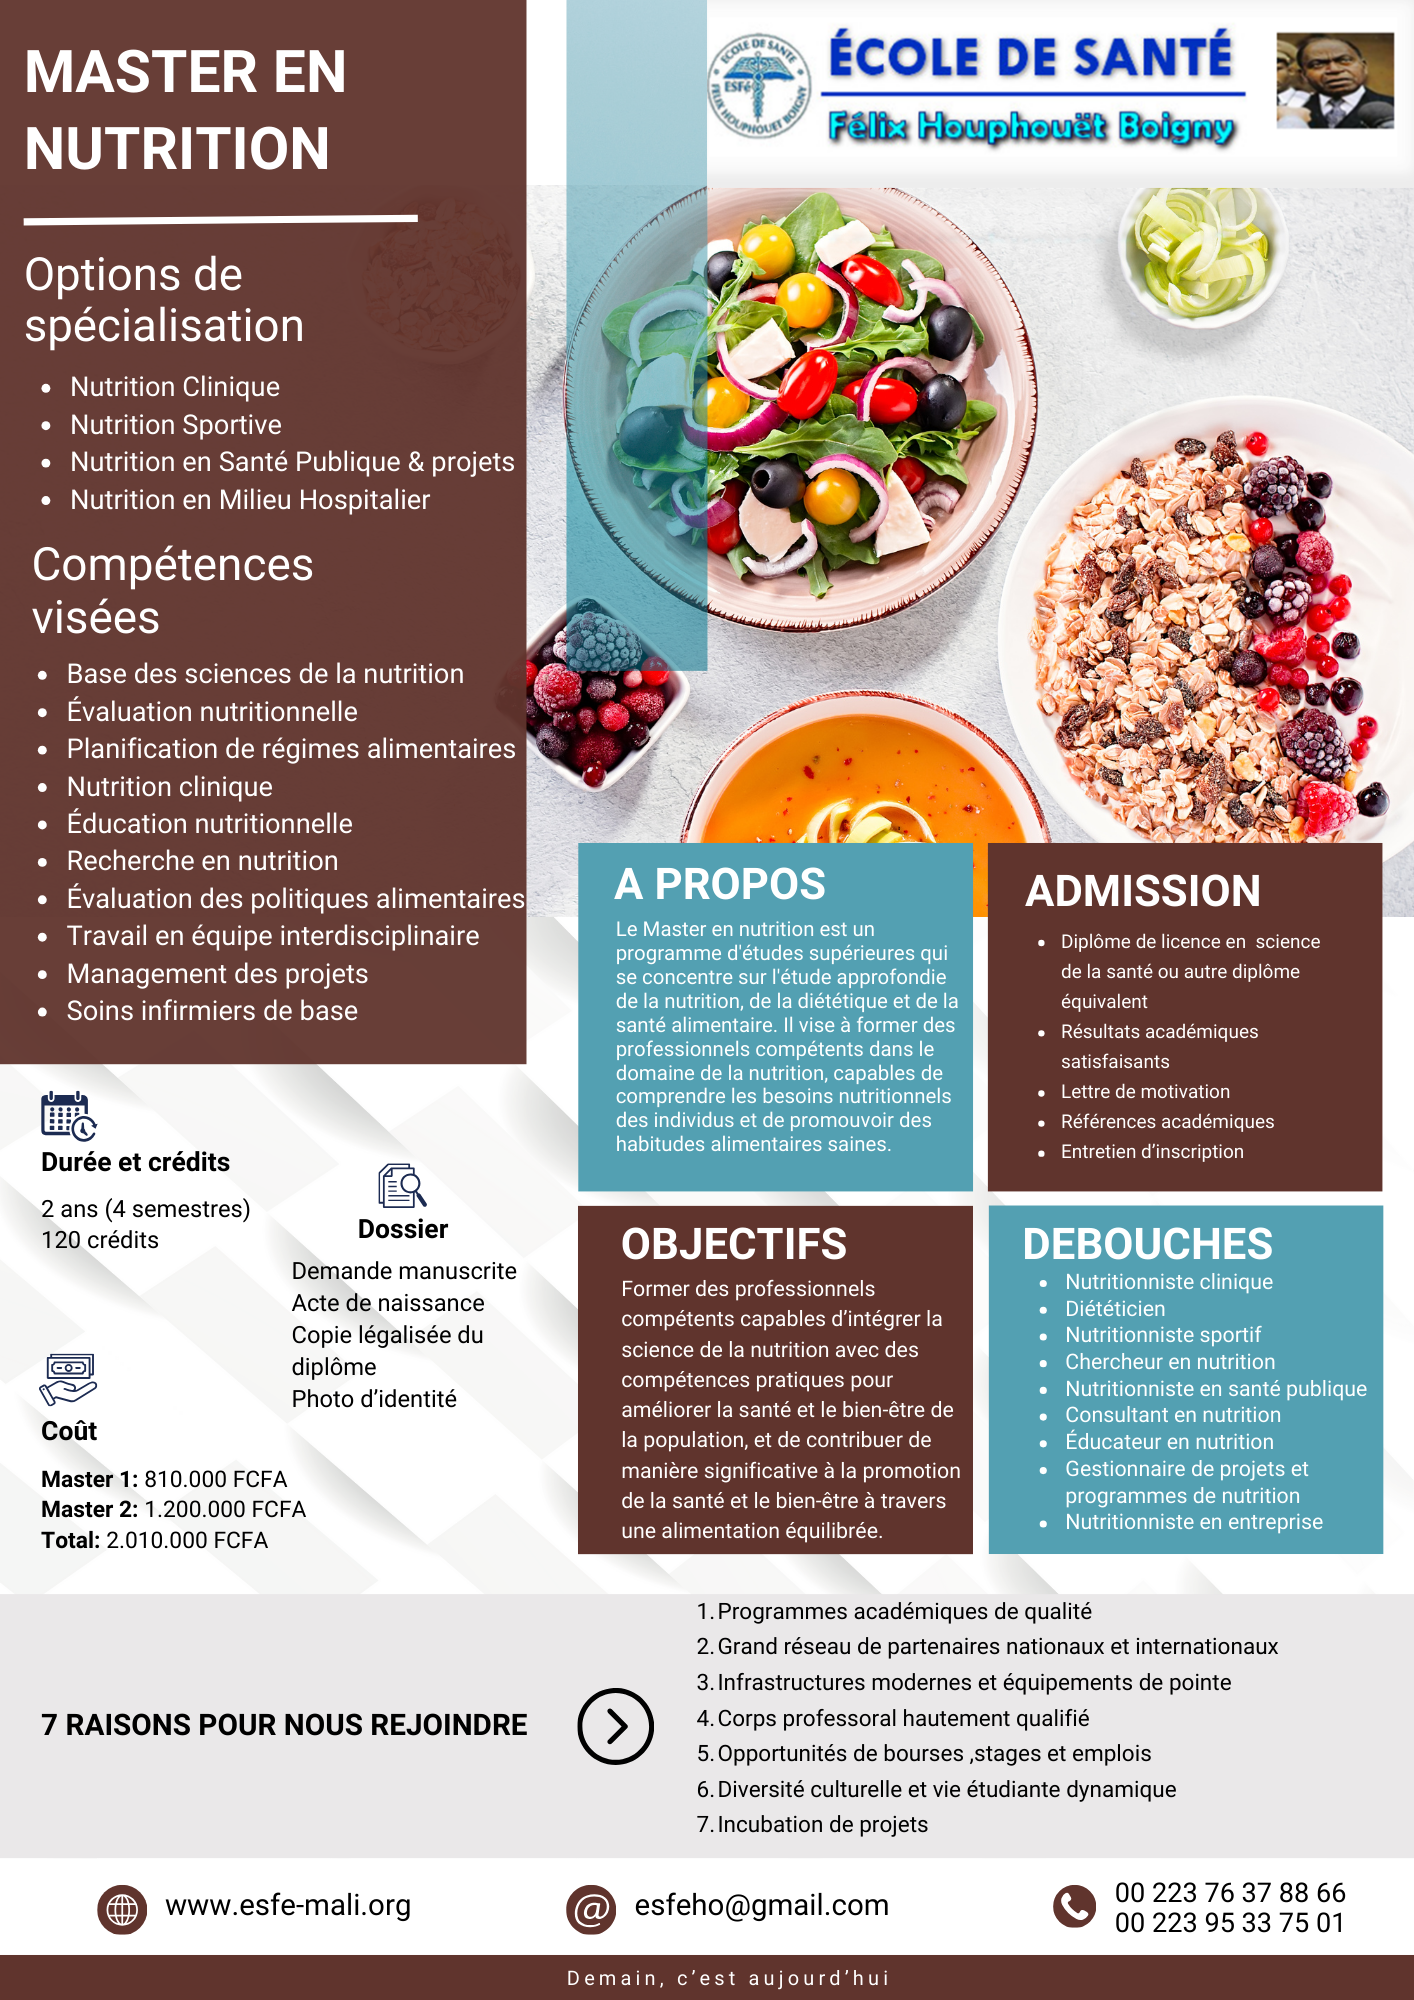 MASTER EN
NUTRITION
Options de
spécialisation
• Nutrition Clinique
• Nutrition Sportive
• Nutrition en Santé Publique & projets
• Nutrition en Milieu Hospitalier
Compétences
visées
• Base des sciences de la nutrition
• Évaluation nutritionnelle
• Planification de régimes alimentaires
• Nutrition clinique
• Éducation nutritionnelle
• Recherche en nutrition
• Évaluation des politiques alimentaires
• Travail en équipe interdisciplinaire
• Management des projets
• Soins infirmiers de base
ECOLE DE SANTÉ
ESFé
FELIX HOUPHOUET BOIGNY
ÉCOLE DE SANTÉ
Félix Houphouët Boigny
A PROPOS
Le Master en nutrition est un
programme d'études supérieures qui
se concentre sur l'étude approfondie
de la nutrition, de la diététique et de la
santé alimentaire. Il vise à former des
professionnels compétents dans le
domaine de la nutrition, capables de
comprendre les besoins nutritionnels
des individus et de promouvoir des
habitudes alimentaires saines.
ADMISSION
• Diplôme de licence en  science
de la santé ou autre diplôme
équivalent
• Résultats académiques
satisfaisants
• Lettre de motivation
• Références académiques
• Entretien d’inscription
Durée et crédits
2 ans (4 semestres)
120 crédits
Dossier
Demande manuscrite
Acte de naissance
Copie légalisée du
diplôme
Photo d’identité
Coût
Master 1: 810.000 FCFA
Master 2: 1.200.000 FCFA
Total: 2.010.000 FCFA
OBJECTIFS
Former des professionnels
compétents capables d’intégrer la
science de la nutrition avec des
compétences pratiques pour
améliorer la santé et le bien-être de
la population, et de contribuer de
manière significative à la promotion
de la santé et le bien-être à travers
une alimentation équilibrée.
DEBOUCHES
• Nutritionniste clinique
• Diététicien
• Nutritionniste sportif
• Chercheur en nutrition
• Nutritionniste en santé publique
• Consultant en nutrition
• Éducateur en nutrition
• Gestionnaire de projets et
programmes de nutrition
• Nutritionniste en entreprise
7 RAISONS POUR NOUS REJOINDRE
1. Programmes académiques de qualité
2. Grand réseau de partenaires nationaux et internationaux
3. Infrastructures modernes et équipements de pointe
4. Corps professoral hautement qualifié
5. Opportunités de bourses ,stages et emplois
6. Diversité culturelle et vie étudiante dynamique
7. Incubation de projets
www.esfe-mali.org
esfeho@gmail.com
00 223 76 37 88 66
00 223 95 33 75 01
Demain, c’est aujourd’hui